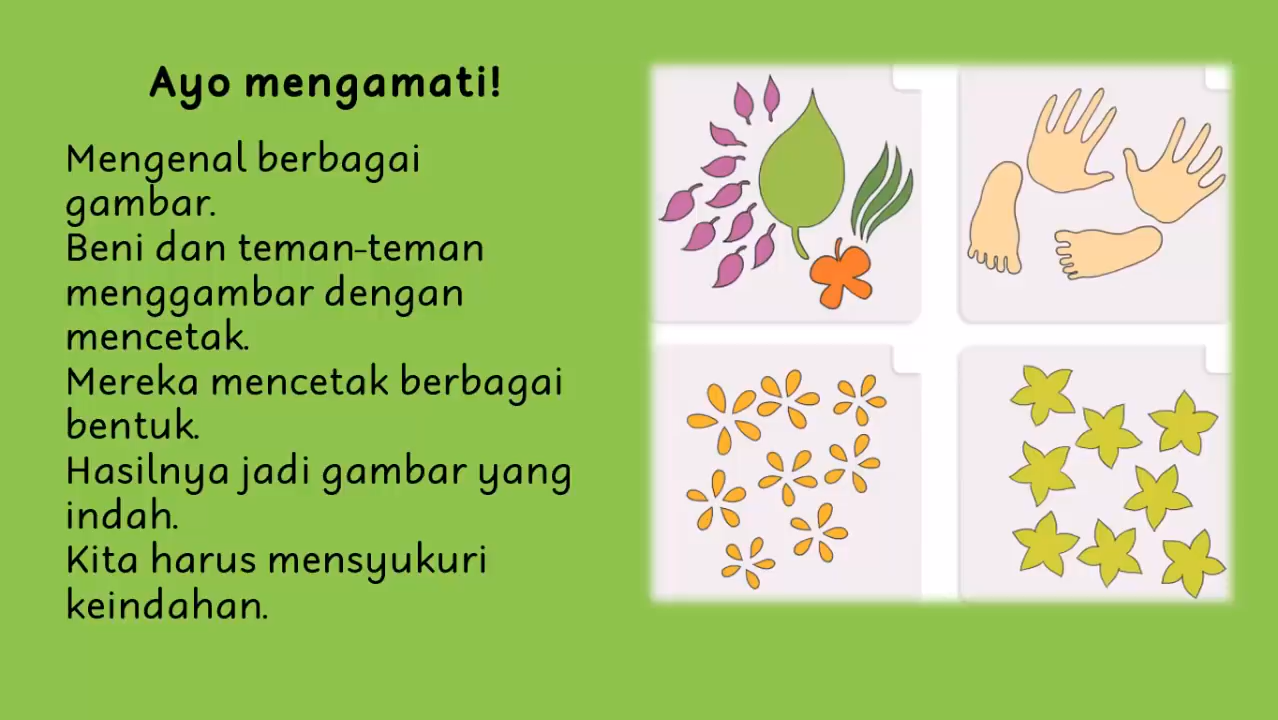 Ayo mengamati!
Mengenal berbagai
gambar.
Beni dan teman-teman
menggambar dengan
mencetak.
Mereka mencetak berbagai
bentuk.
Hasilnya jadi gambar yang
indah.
Kita harus mensyukuri
keindahan.